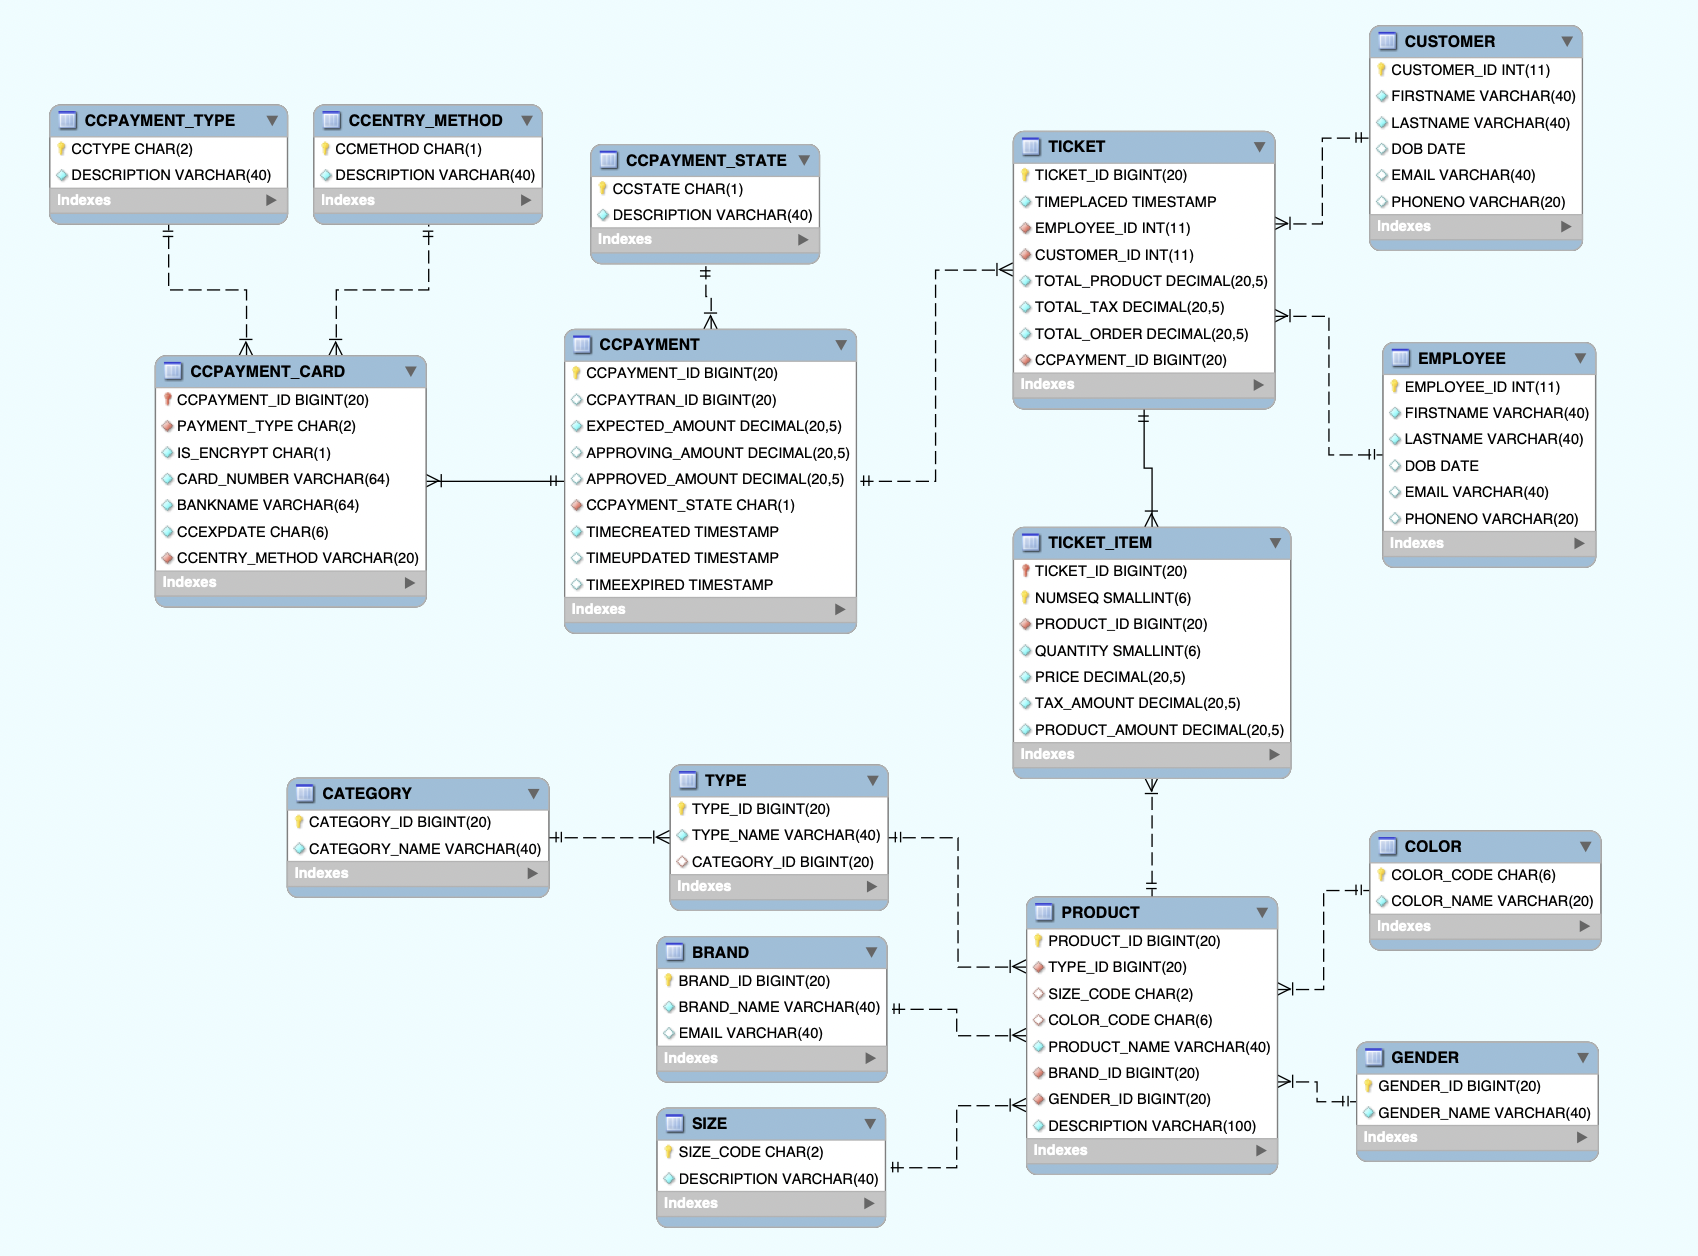 CUSTOMER
CUSTOMER_ID INT(11)
FIRSTNAME VARCHAR(40)
LASTNAME VARCHAR(40)
DOB DATE
EMAIL VARCHAR(40)
PHONENO VARCHAR(20)
Indexes
CCPAYMENT_TYPE
CCTYPE CHAR(2)
DESCRIPTION VARCHAR(40)
Indexes
CCENTRY_METHOD
CCMETHOD CHAR(1)
DESCRIPTION VARCHAR(40)
Indexes
CCPAYMENT_STATE
CCSTATE CHAR(1)
DESCRIPTION VARCHAR(40)
Indexes
TICKET
TICKET_ID BIGINT(20)
TIMEPLACED TIMESTAMP
EMPLOYEE_ID INT(11)
CUSTOMER_ID INT(11)
TOTAL_PRODUCT DECIMAL(20,5)
TOTAL_TAX DECIMAL(20,5)
TOTAL_ORDER DECIMAL(20,5)
CCPAYMENT_ID BIGINT(20)
Indexes
CCPAYMENT_CARD
CCPAYMENT_ID BIGINT(20)
PAYMENT_TYPE CHAR(2)
IS_ENCRYPT CHAR(1)
CARD_NUMBER VARCHAR(64)
BANKNAME VARCHAR(64)
CCEXPDATE CHAR(6)
CCENTRY_METHOD VARCHAR(20)
Indexes
CCPAYMENT
CCPAYMENT_ID BIGINT(20)
CCPAYTRAN_ID BIGINT(20)
EXPECTED_AMOUNT DECIMAL(20,5)
APPROVING_AMOUNT DECIMAL(20,5)
APPROVED_AMOUNT DECIMAL(20,5)
CCPAYMENT_STATE CHAR(1)
TIMECREATED TIMESTAMP
TIMEUPDATED TIMESTAMP
TIMEEXPIRED TIMESTAMP
Indexes
EMPLOYEE
EMPLOYEE_ID INT(11)
FIRSTNAME VARCHAR(40)
LASTNAME VARCHAR(40)
DOB DATE
EMAIL VARCHAR(40)
PHONENO VARCHAR(20)
Indexes
TICKET_ITEM
TICKET_ID BIGINT(20)
NUMSEQ SMALLINT(6)
PRODUCT_ID BIGINT(20)
QUANTITY SMALLINT(6)
PRICE DECIMAL(20,5)
TAX_AMOUNT DECIMAL(20,5)
PRODUCT_AMOUNT DECIMAL(20,5)
Indexes
CATEGORY
CATEGORY_ID BIGINT(20)
CATEGORY_NAME VARCHAR(40)
Indexes
TYPE
TYPE_ID BIGINT(20)
TYPE_NAME VARCHAR(40)
CATEGORY_ID BIGINT(20)
Indexes
COLOR
COLOR_CODE CHAR(6)
COLOR_NAME VARCHAR(20)
Indexes
BRAND
BRAND_ID BIGINT(20)
BRAND_NAME VARCHAR(40)
EMAIL VARCHAR(40)
Indexes
PRODUCT
PRODUCT_ID BIGINT(20)
TYPE_ID BIGINT(20)
SIZE_CODE CHAR(2)
COLOR_CODE CHAR(6)
PRODUCT_NAME VARCHAR(40)
BRAND_ID BIGINT(20)
GENDER_ID BIGINT(20)
DESCRIPTION VARCHAR(100)
Indexes
GENDER
GENDER_ID BIGINT(20)
GENDER_NAME VARCHAR(40)
Indexes
SIZE
SIZE_CODE CHAR(2)
DESCRIPTION VARCHAR(40)
Indexes